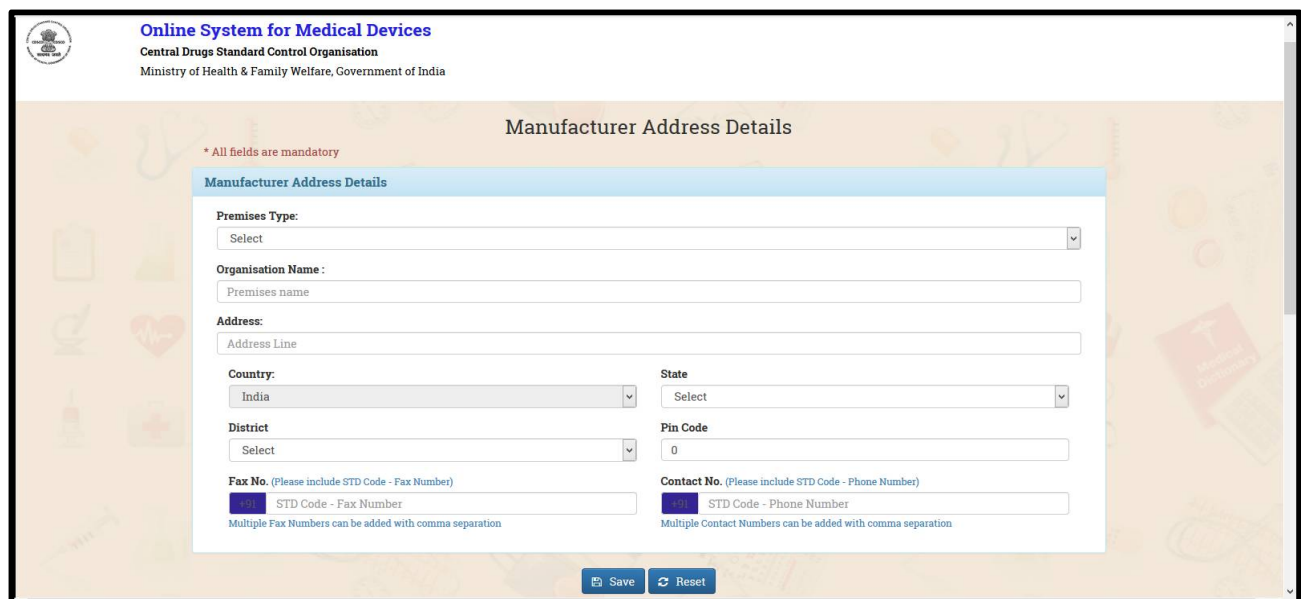 Online System for Medical Devices
Central Drugs Standard Control Organisation
Ministry of Health & Family Welfare, Government of India
Manufacturer Address Details
* All fields are mandatory
Manufacturer Address Details
Premises Type:
Select
Organisation Name :
Premises name
Address:
Address Line
Country: State
India Select
District Pin Code
Select 0
Fax No. (Please include STD Code - Fax Number) Contact No. (Please include STD Code - Phone Number)
+91 STD Code - Fax Number +91 STD Code - Phone Number
Multiple Fax Numbers can be added with comma separation Multiple Contact Numbers can be added with comma separation
Save Reset
Medical
Dictionary